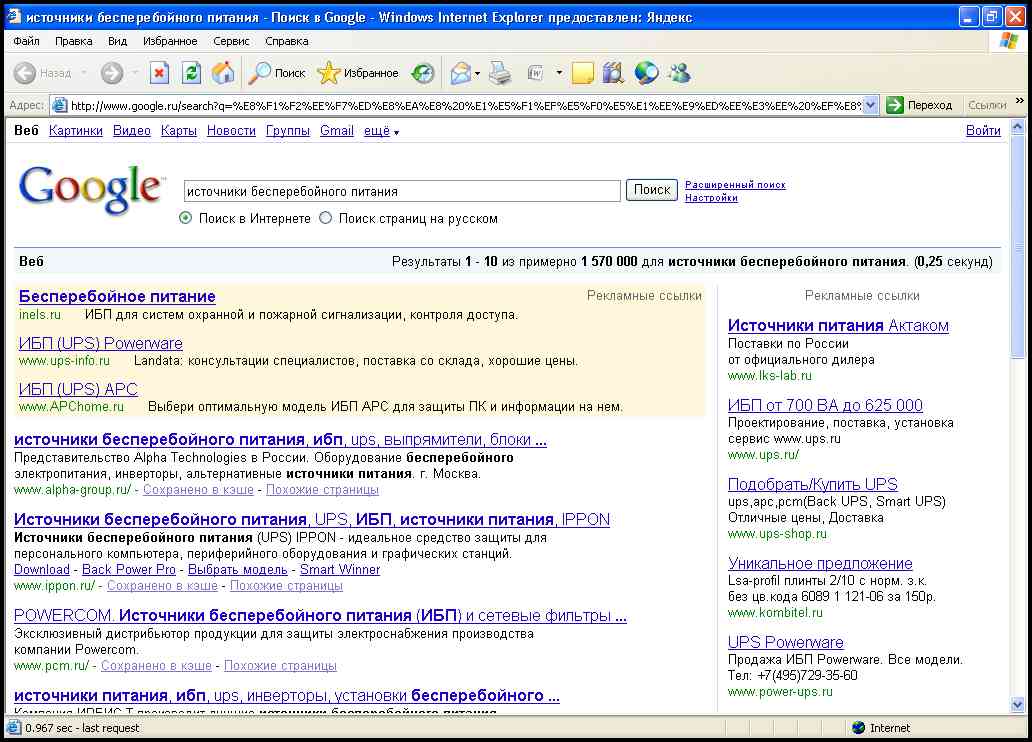 источники бесперебойного питания - Поиск в Google - Windows Internet Explorer предоставлен: Яндекс
Файл Правка Вид Избранное Сервис Справка
Назад Поиск Избранное
Адрес: http://www.google.ru/search?q=%E8%F1%F2%EE%F7%ED%E8%EA%E8%20%E1%E5%F1%EF%E5%F0%E5%E1%EE%E9%ED%EE%E3%EE%20%EF%E8% Переход Ссылки »
Веб Картинки Видео Карты Новости Группы Gmail ещё Войти
Google™ источники бесперебойного питания Поиск Расширенный поиск
Настройки
Поиск в Интернете Поиск страниц на русском
Веб Результаты 1 - 10 из примерно 1 570 000 для источники бесперебойного питания. (0,25 секунд)
Бесперебойное питание Рекламные ссылки
inels.ru ИБП для систем охранной и пожарной сигнализации, контроля доступа.
ИБП (UPS) Powerware
www.ups-info.ru Landata: консультации специалистов, поставка со склада, хорошие цены.
ИБП (UPS) APC
www.APChome.ru Выбери оптимальную модель ИБП APC для защиты ПК и информации на нем.
источники бесперебойного питания, ибп, ups, выпрямители, блоки ...
Представительство Alpha Technologies в России. Оборудование бесперебойного
электропитания, инверторы, альтернативные источники питания. г. Москва.
www.alpha-group.ru/ - Сохранено в кэше - Похожие страницы
Источники бесперебойного питания, UPS, ИБП, источники питания, IPPON
Источники бесперебойного питания (UPS) IPPON - идеальное средство защиты для
персонального компьютера, периферийного оборудования и графических станций.
Download - Back Power Pro - Выбрать модель - Smart Winner
www.ippon.ru/ - Сохранено в кэше - Похожие страницы
POWERCOM. Источники бесперебойного питания (ИБП) и сетевые фильтры ...
Эксклюзивный дистрибьютор продукции для защиты электроснабжения производства
компании Powercom.
www.pcm.ru/ - Сохранено в кэше - Похожие страницы
источники питания, ибп, ups, инверторы, установки бесперебойного ...
Компания ИРБИС Т производит лучшие источники бесперебойного питания
Рекламные ссылки
Источники питания Актаком
Поставки по России
от официального дилера
www.lks-lab.ru
ИБП от 700 ВА до 625 000
Проектирование, поставка, установка
сервис www.ups.ru
www.ups.ru/
Подобрать/Купить UPS
ups,apc,pcm(Back UPS, Smart UPS)
Отличные цены, Доставка
www.ups-shop.ru
Уникальное предложение
Lsa-profil плинты 2/10 с норм. з.к.
без цв.кода 6089 1 121-06 за 150р.
www.kombitel.ru
UPS Powerware
Продажа ИБП Powerware. Все модели.
Тел: +7(495)729-35-60
www.power-ups.ru
0.967 sec - last request Internet